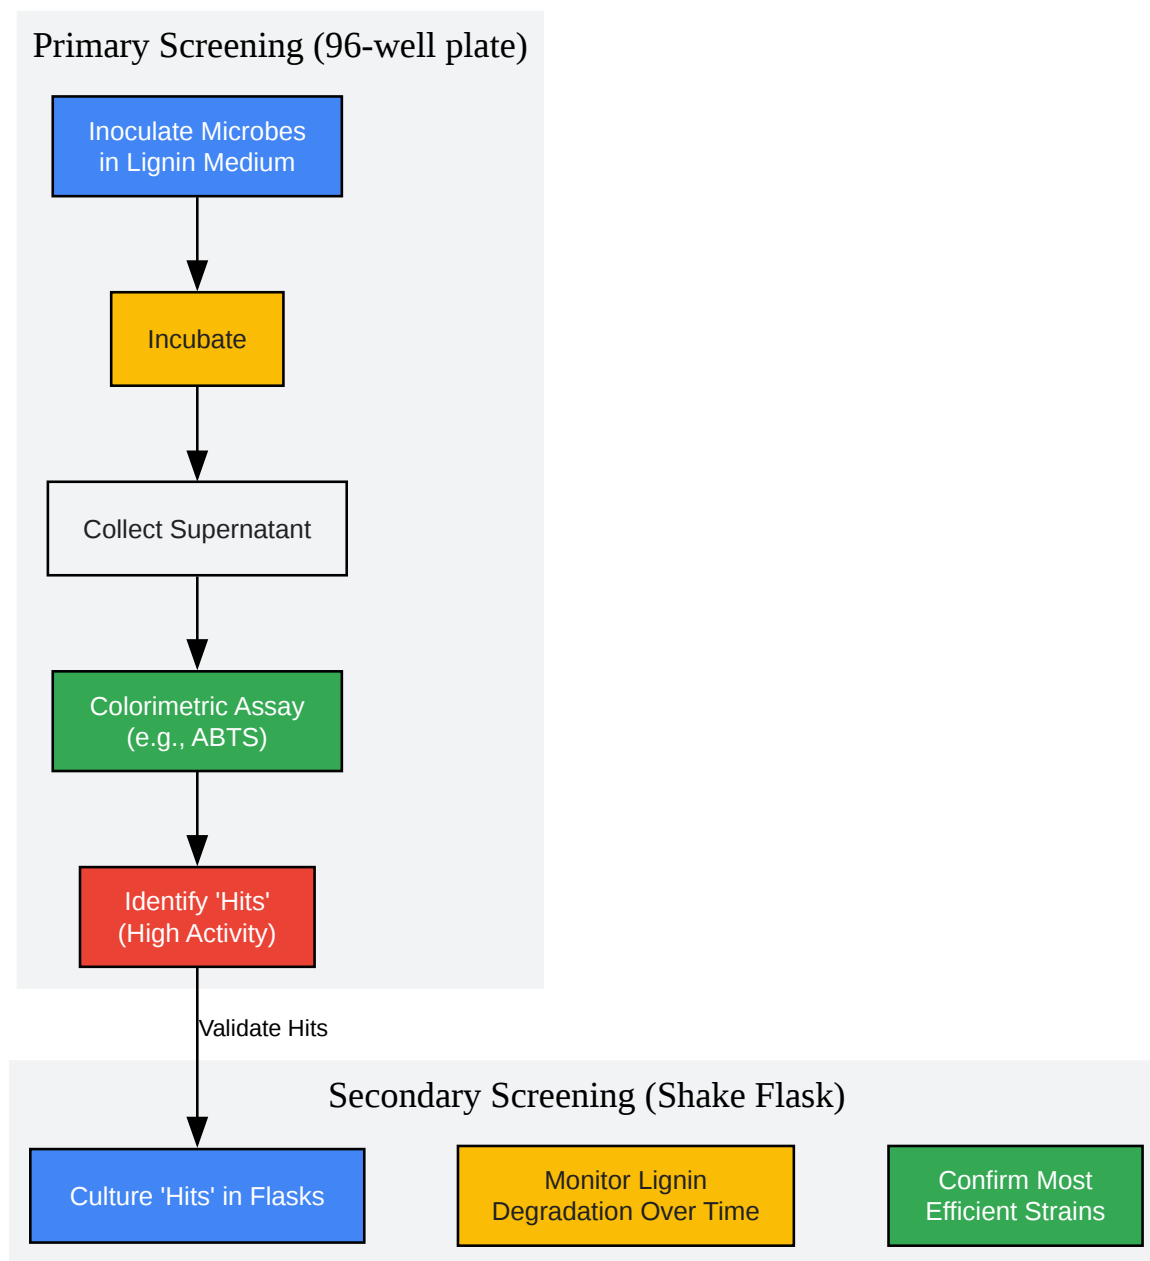 Primary Screening (96-well plate)
Inoculate Microbes
in Lignin Medium
Incubate
Collect Supernatant
Colorimetric Assay
(e.g., ABTS)
Identify 'Hits'
(High Activity)
Validate Hits
Secondary Screening (Shake Flask)
Culture 'Hits' in Flasks
Monitor Lignin
Degradation Over Time
Confirm Most
Efficient Strains